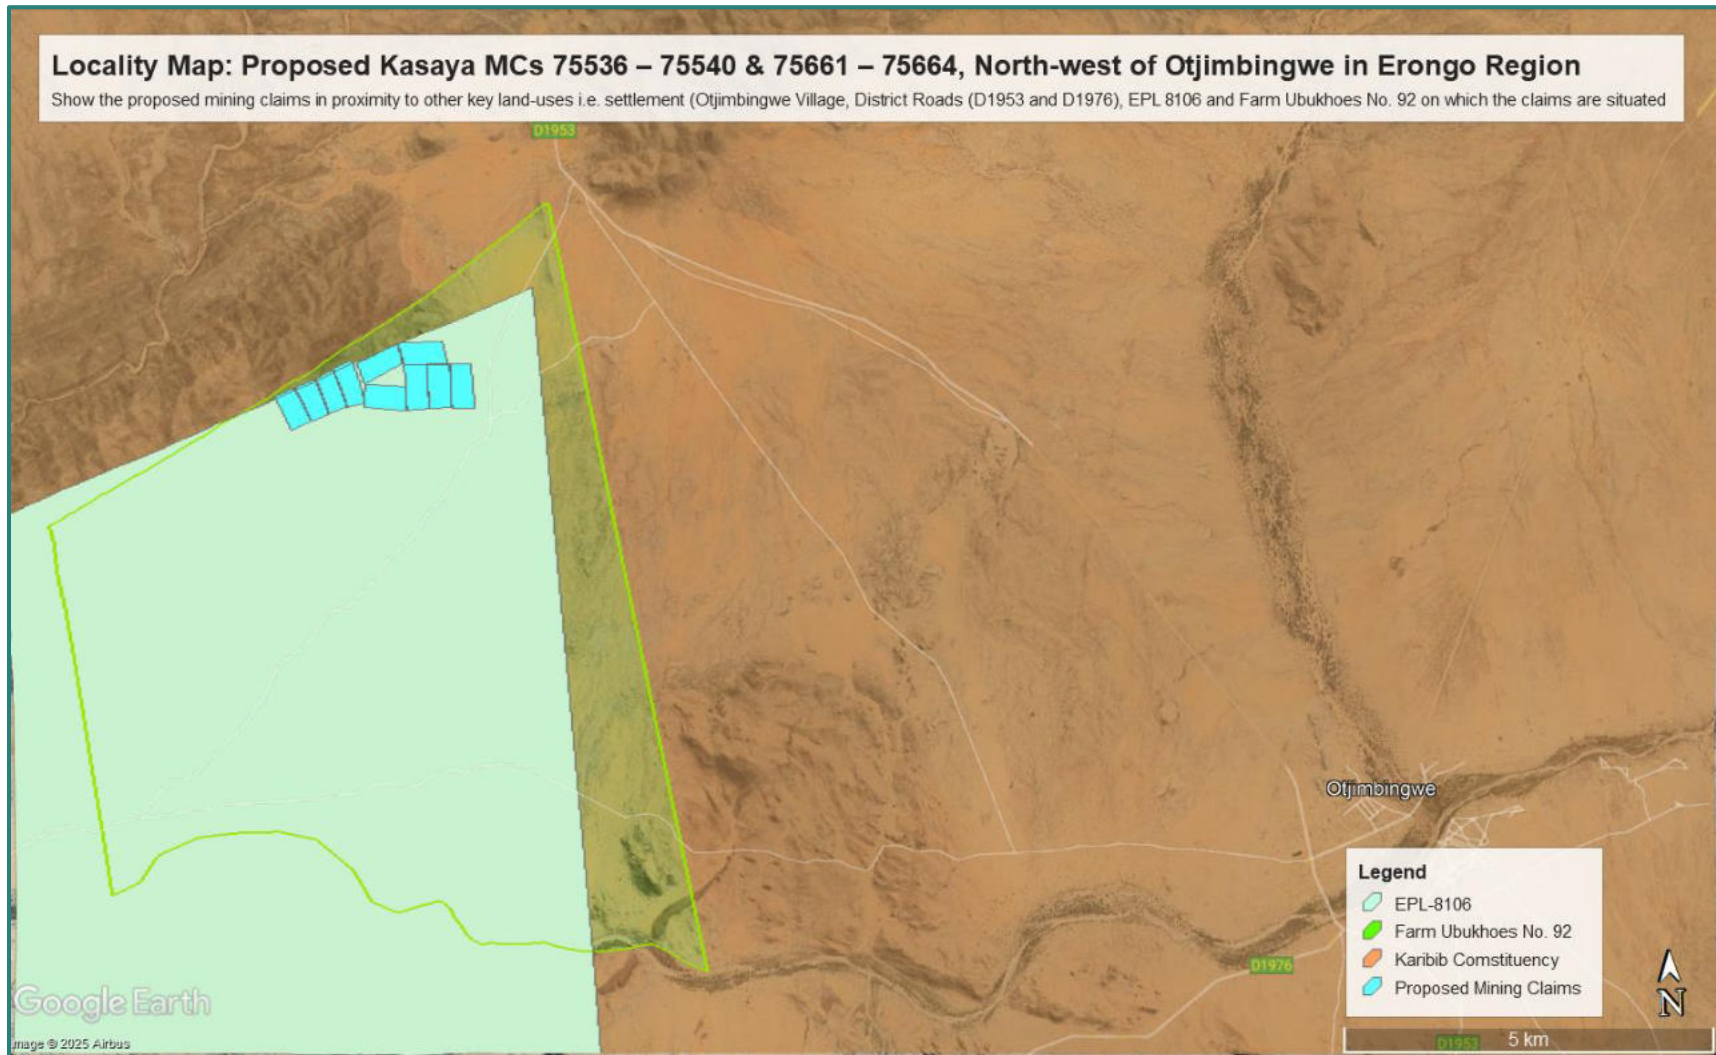 Locality Map: Proposed Kasaya MCs 75536 – 75540 & 75661 – 75664, North-west of Otjimbingwe in Erongo Region
Show the proposed mining claims in proximity to other key land-uses i.e. settlement (Otjimbingwe Village, District Roads (D1953 and D1976), EPL 8106 and Farm Ubukhoes No. 92 on which the claims are situated
D1953
Otjimbingwe
Legend
EPL-8106
Farm Ubukhoes No. 92
Karibib Comstituency
Proposed Mining Claims
D1976
N
Google Earth
mage © 2025 Airbus
D1953
5 km